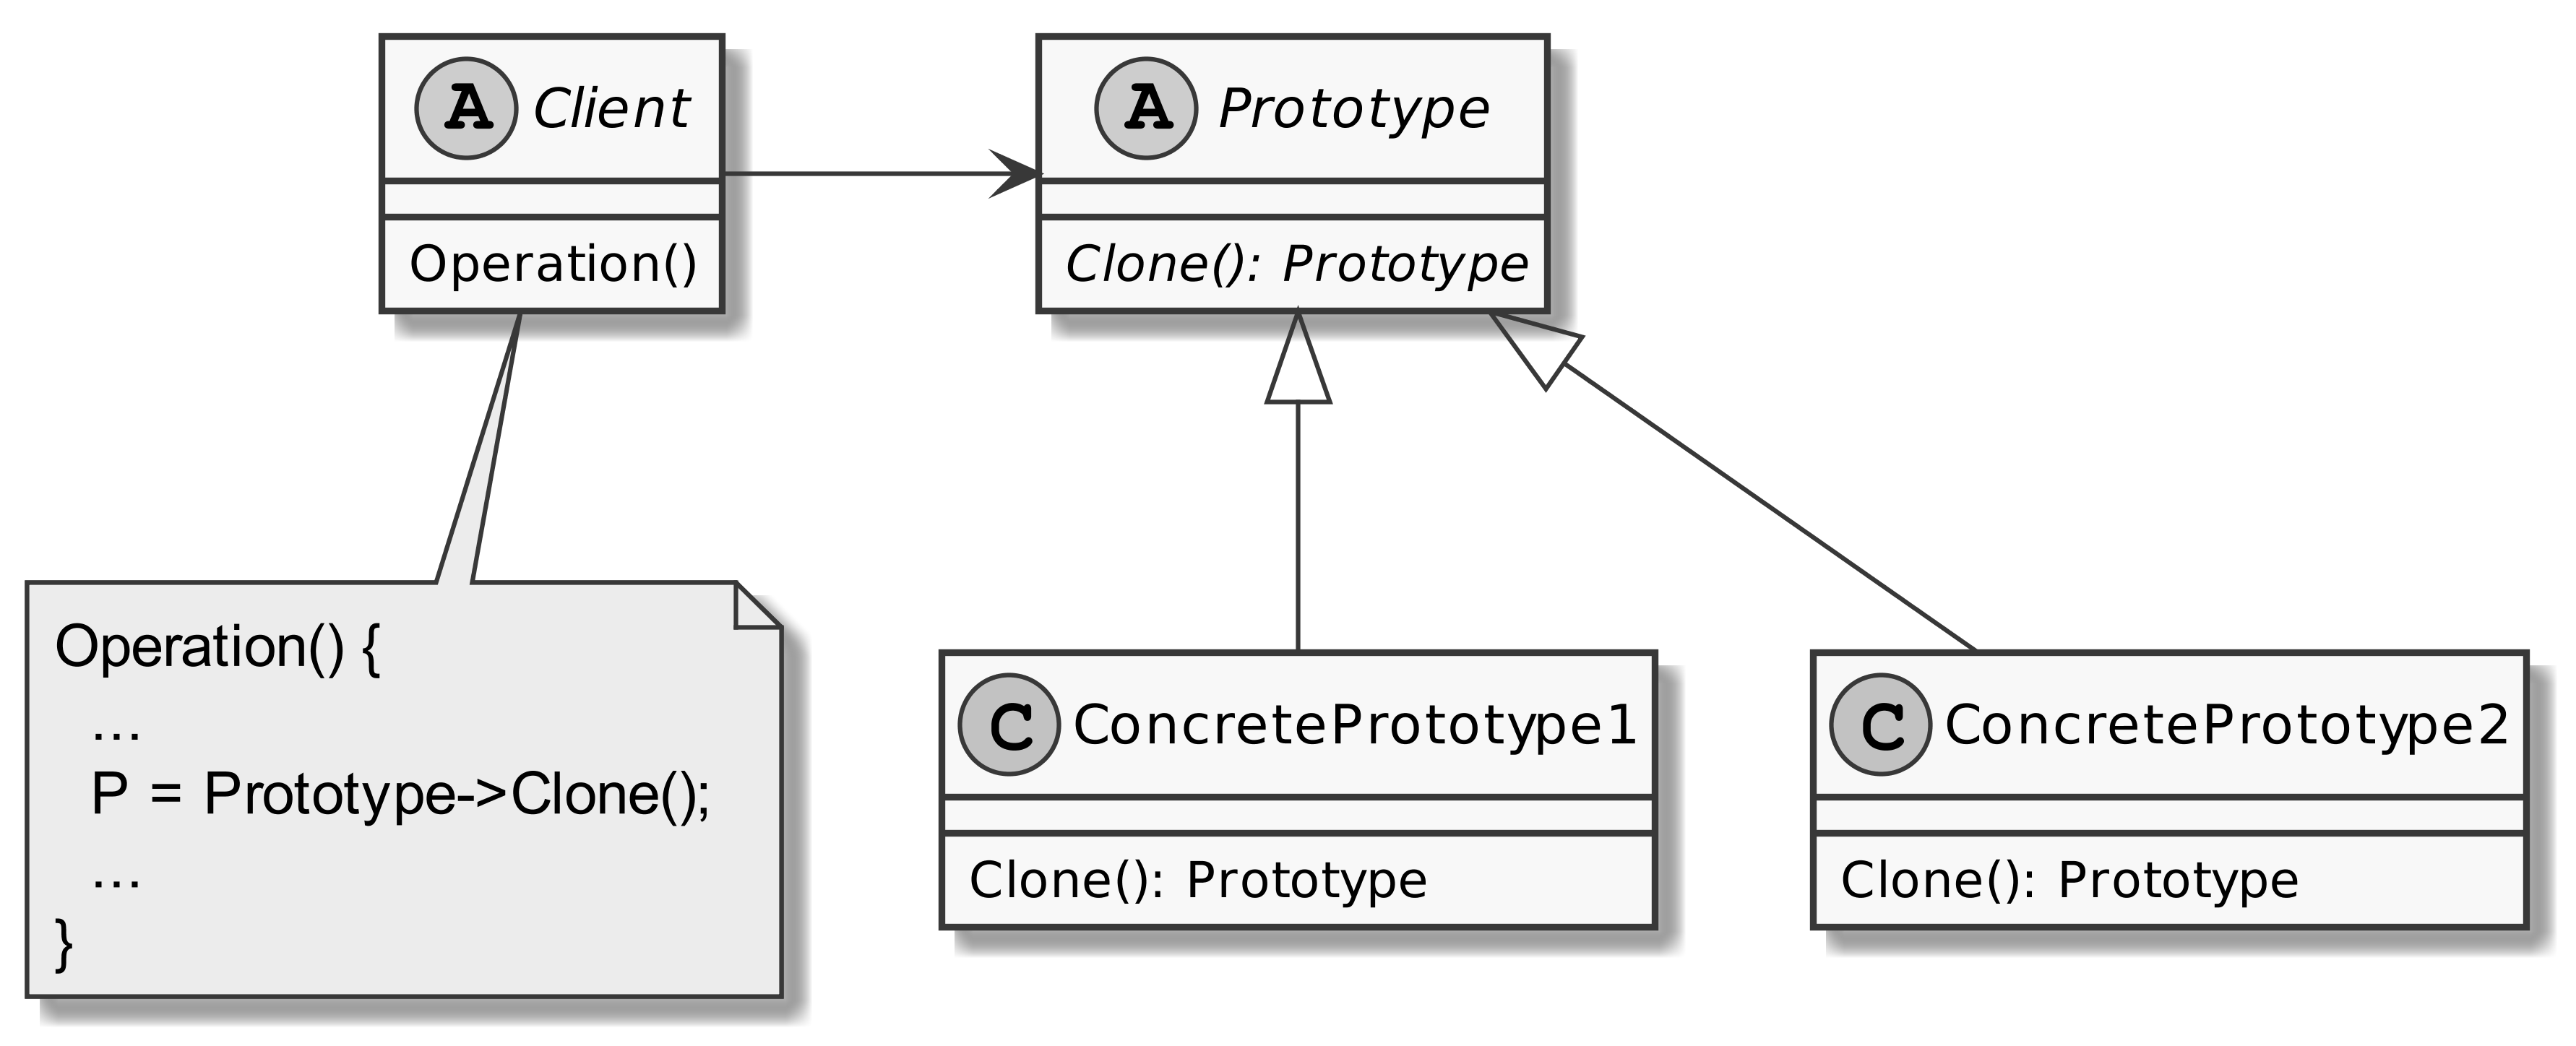 A Client
Operation()
A Prototype
Clone(): Prototype
Operation() {
...
P = Prototype->Clone();
...
}
C ConcretePrototype1
Clone(): Prototype
C ConcretePrototype2
Clone(): Prototype